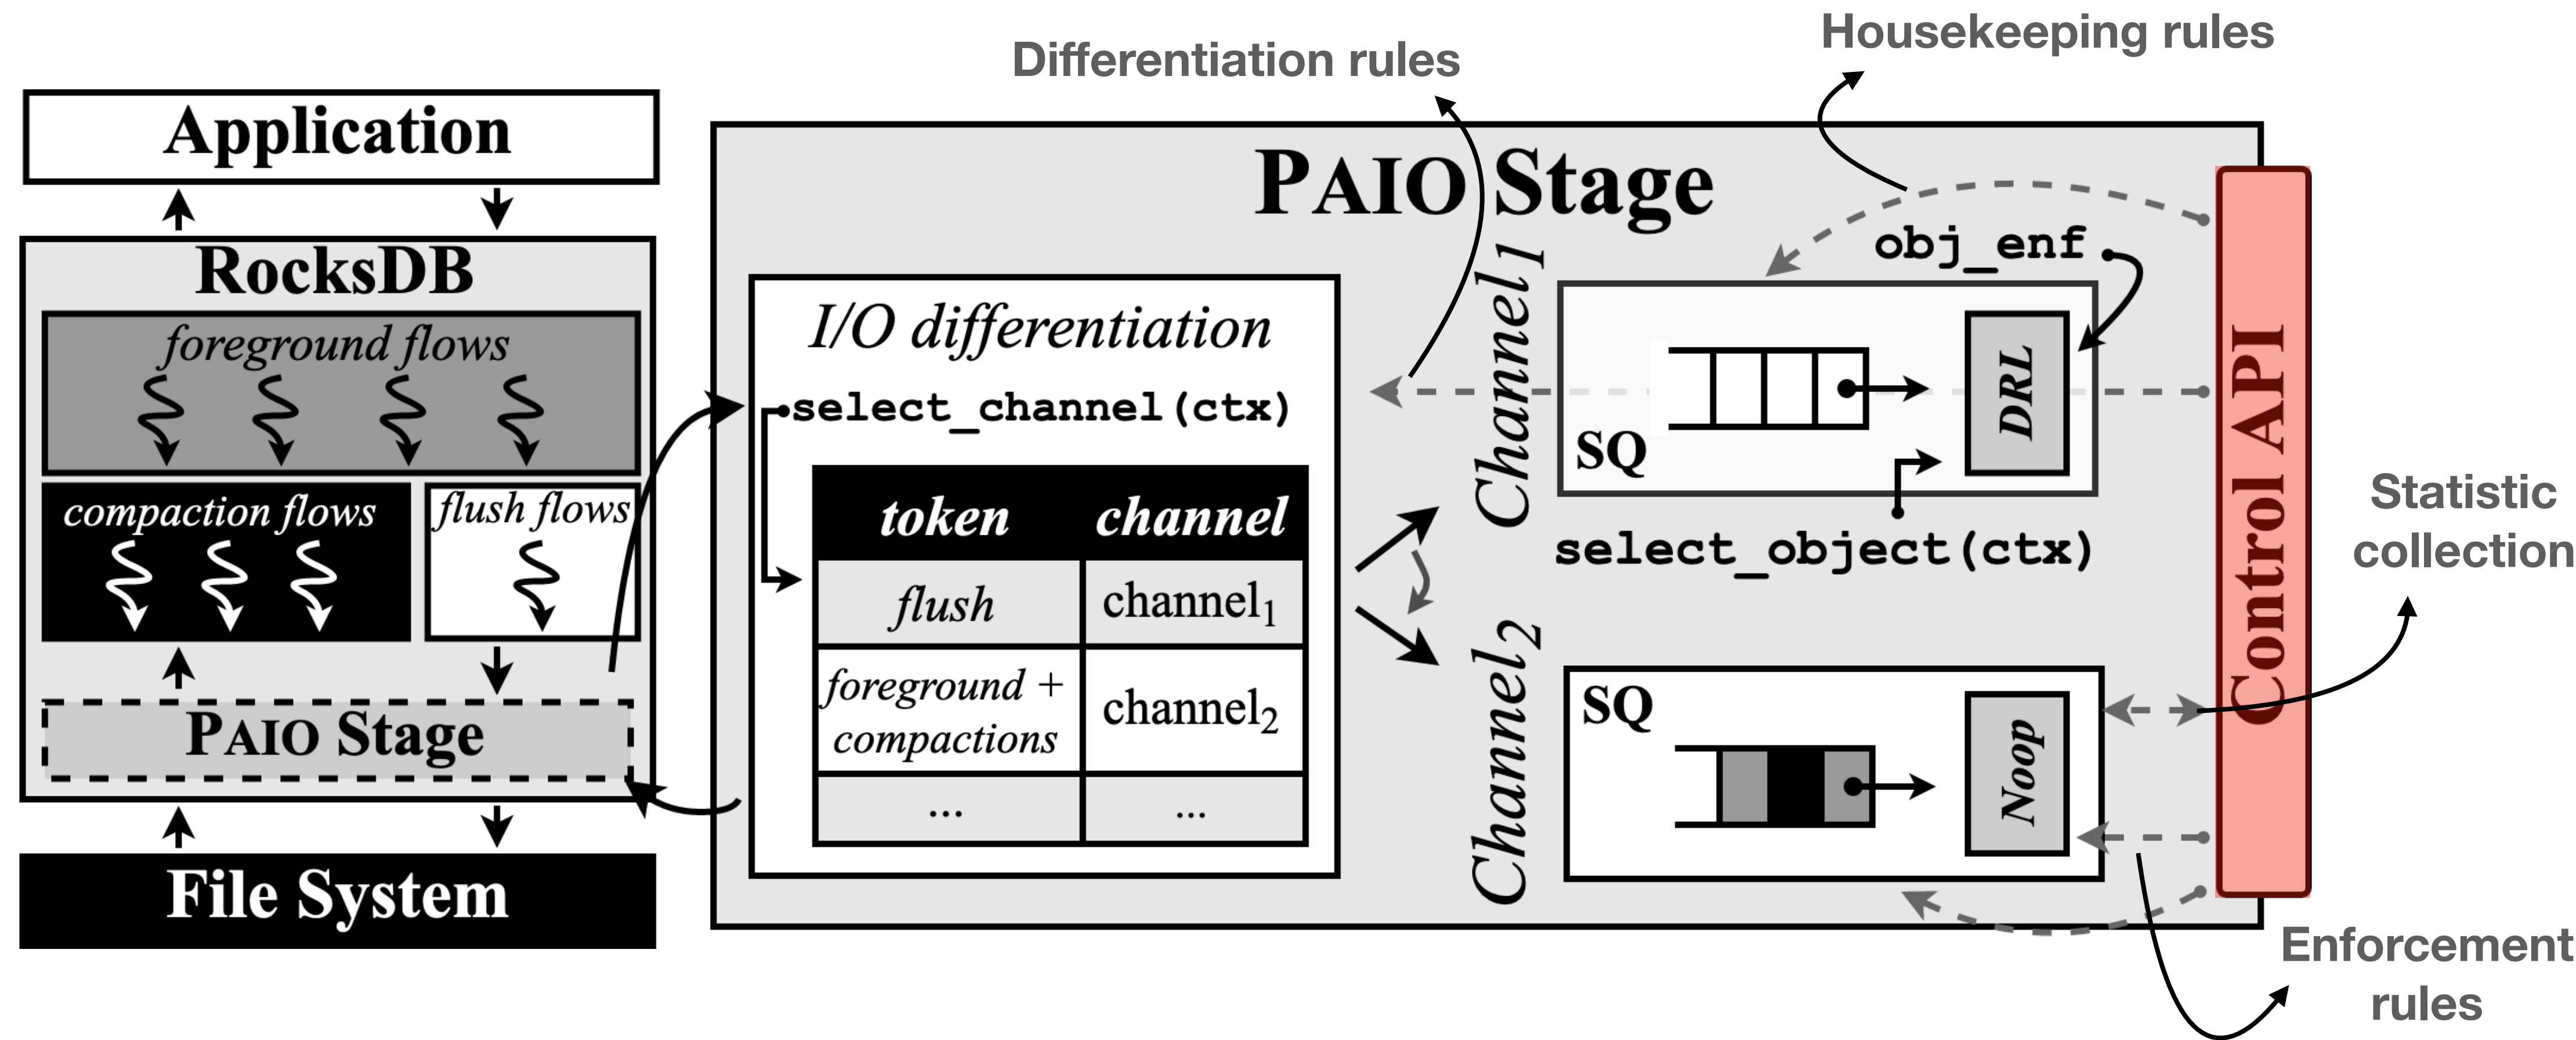 Housekeeping rules
Differentiation rules
Application
RocksDB
foreground flows
compaction flows
flush flows
PAIO Stage
File System
PAIO Stage
I/O differentiation
select_channel(ctx)
token channel
flush channel1
foreground +
compactions
channel2
... ...
Channel1
obj_enf
SQ
DRL
select_object(ctx)
Channel2
SQ
Noop
Control API
Statistic
collection
Enforcement
rules